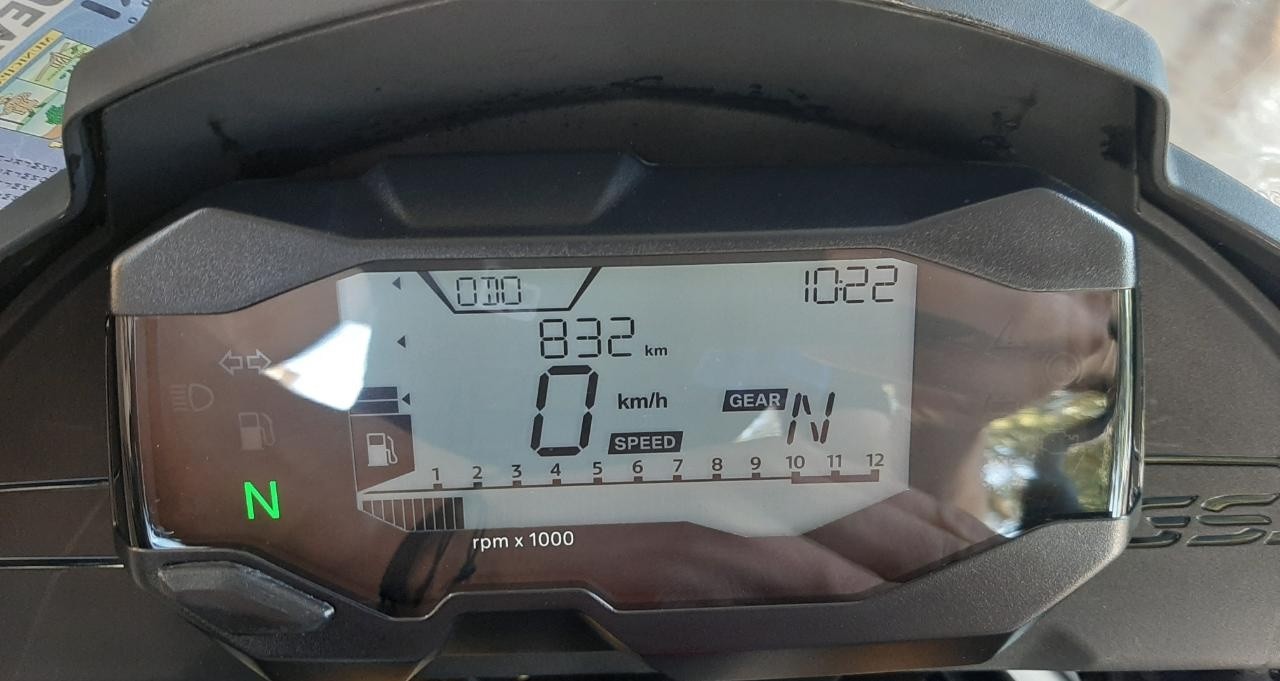 ODO
10:22
832 km
0 km/h
GEAR N
SPEED
1 2 3 4 5 6 7 8 9 10 11 12
N
rpm x 1000